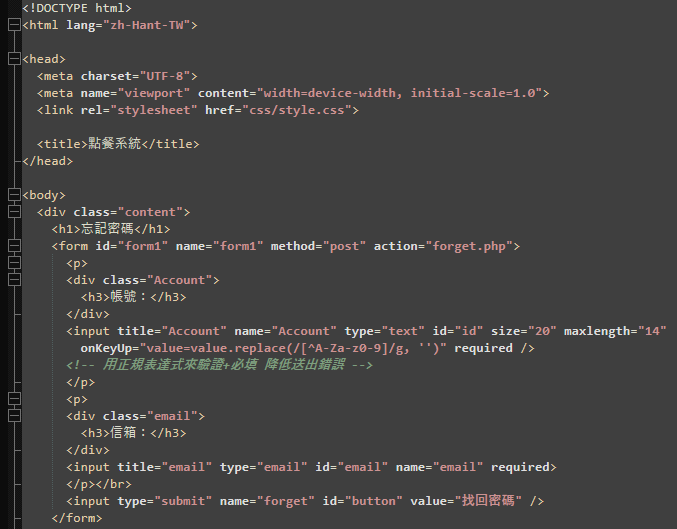 <!DOCTYPE html>
<html lang="zh-Hant-TW">
<head>
<meta charset="UTF-8">
<meta name="viewport" content="width=device-width, initial-scale=1.0">
<link rel="stylesheet" href="css/style.css">
<title>點餐系統</title>
</head>
<body>
<div class="content">
<h1>忘記密碼</h1>
<form id="form1" name="form1" method="post" action="forget.php">
<p>
<div class="Account">
<h3>帳號：</h3>
</div>
<input title="Account" name="Account" type="text" id="id" size="20" maxlength="14"
onKeyUp="value=value.replace(/[^A-Za-z0-9]/g, '')" required />
<!-- 用正規表達式來驗證+必填 降低送出錯誤 -->
</p>
<p>
<div class="email">
<h3>信箱：</h3>
</div>
<input title="email" type="email" id="email" name="email" required>
</p></br>
<input type="submit" name="forget" id="button" value="找回密碼" />
</form>